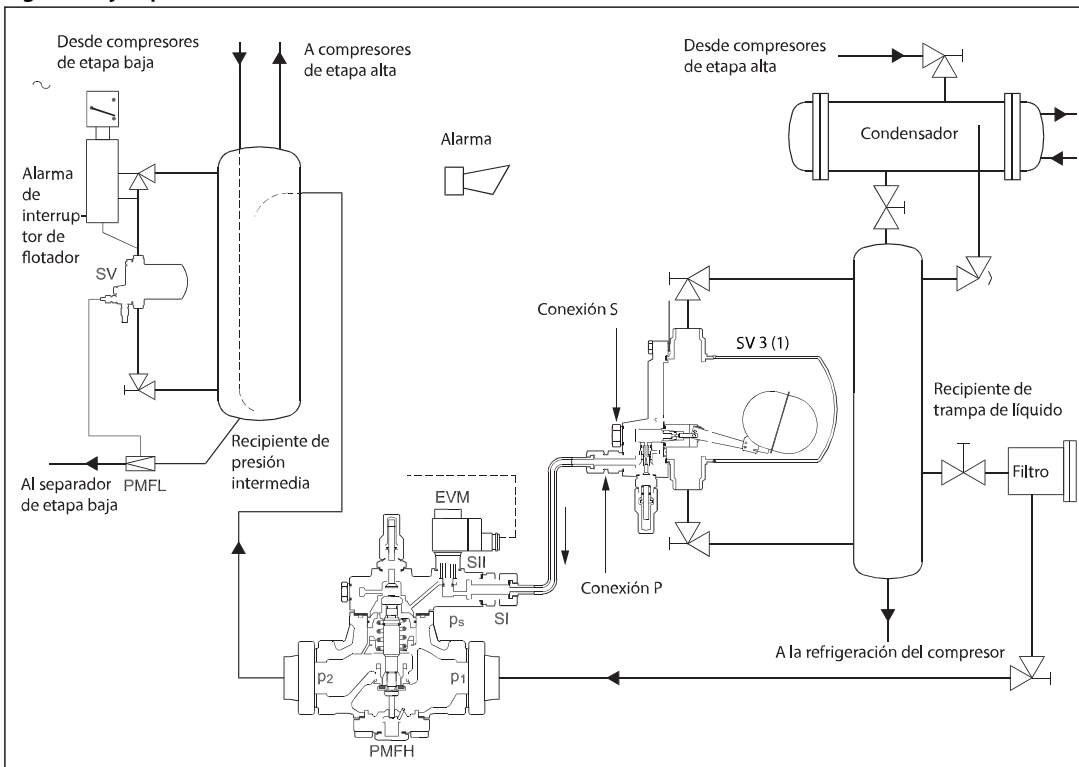 Desde compresores
de etapa baja
A compresores
de etapa alta
Desde compresores
de etapa alta
Condensador
Alarma
Alarma
de
interrup
tor de
flotador
SV
Conexión S
SV 3 (1)
Recipiente de
trampa de líquido
Filtro
Recipiente de
presión
intermedia
Al separador
de etapa baja
PMFL
EVM
SII
Conexión P
ps
SI
A la refrigeración del compresor
p2
p1
PMFH